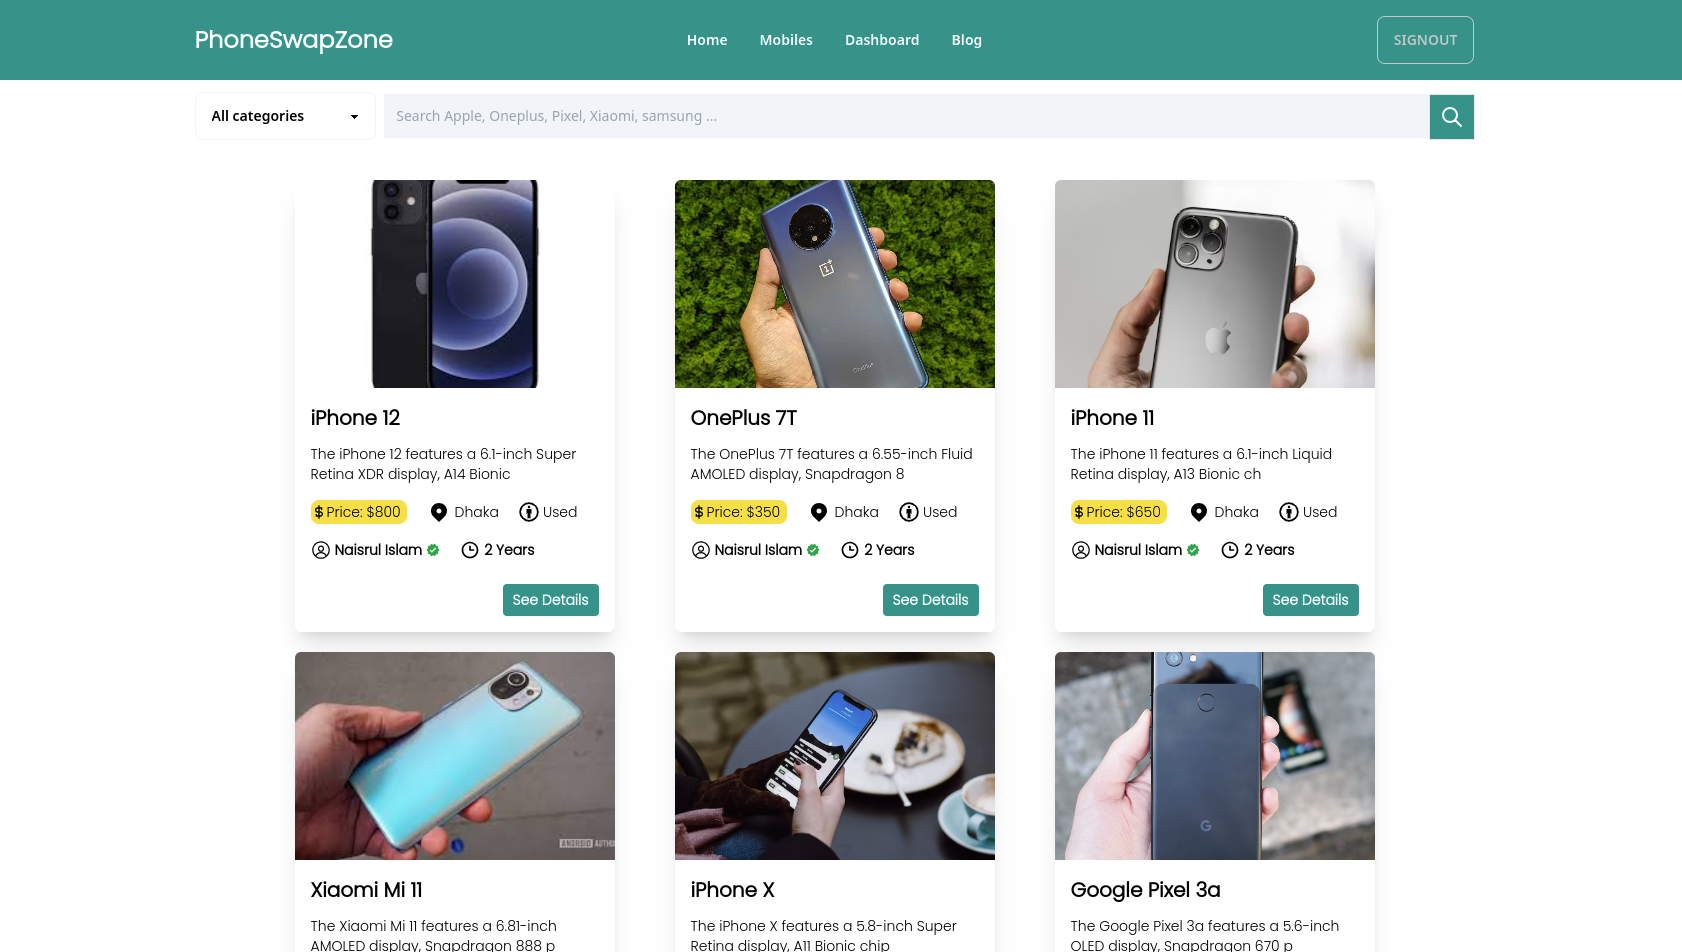 PhoneSwapZone
Home
Mobiles
Dashboard
Blog
SIGNOUT
All categories
Search Apple, Oneplus, Pixel, Xiaomi, samsung ...
iPhone 12
The iPhone 12 features a 6.1-inch Super
Retina XDR display, A14 Bionic
$ Price: $800
Dhaka
Used
Naisrul Islam
2 Years
See Details
OnePlus 7T
The OnePlus 7T features a 6.55-inch Fluid
AMOLED display, Snapdragon 8
$ Price: $350
Dhaka
Used
Naisrul Islam
2 Years
See Details
iPhone 11
The iPhone 11 features a 6.1-inch Liquid
Retina display, A13 Bionic ch
$ Price: $650
Dhaka
Used
Naisrul Islam
2 Years
See Details
ANDROID AUTHO
Xiaomi Mi 11
The Xiaomi Mi 11 features a 6.81-inch
AMOLED display, Snapdragon 888 p
iPhone X
The iPhone X features a 5.8-inch Super
Retina display, A11 Bionic chip
G
Google Pixel 3a
The Google Pixel 3a features a 5.6-inch
OLED display, Snapdragon 670 p